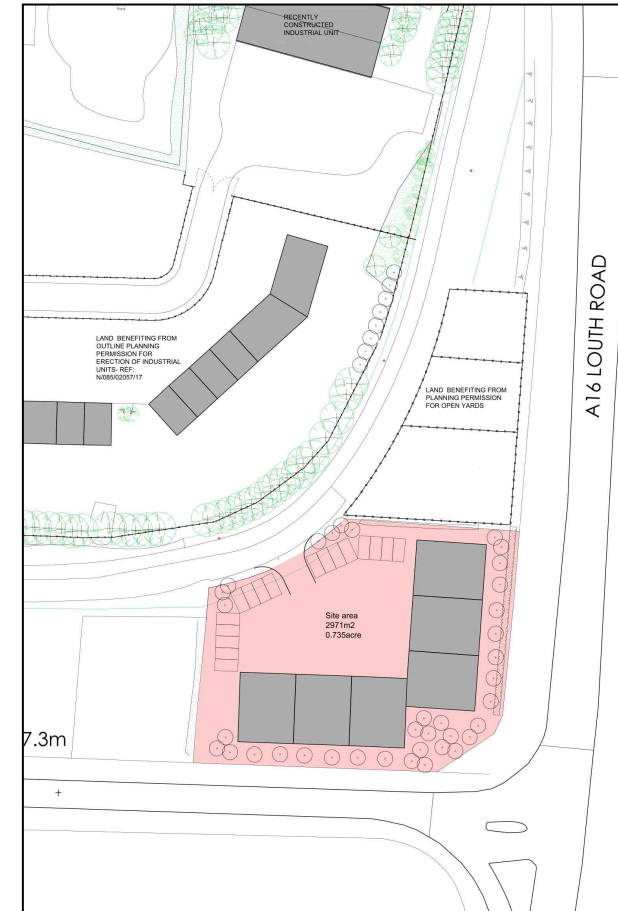 Pond
RECENTLY
CONSTRUCTED
INDUSTRIAL UNIT
LAND BENEFITING FROM
OUTLINE PLANNING
PERMISSION FOR
ERECTION OF INDUSTRIAL
UNITS- REF:
N/085/02057/17
LAND BENEFITING FROM
PLANNING PERMISSION
FOR OPEN YARDS
A16 LOUTH ROAD
Site area
2971m2
0.735acre
7.3m